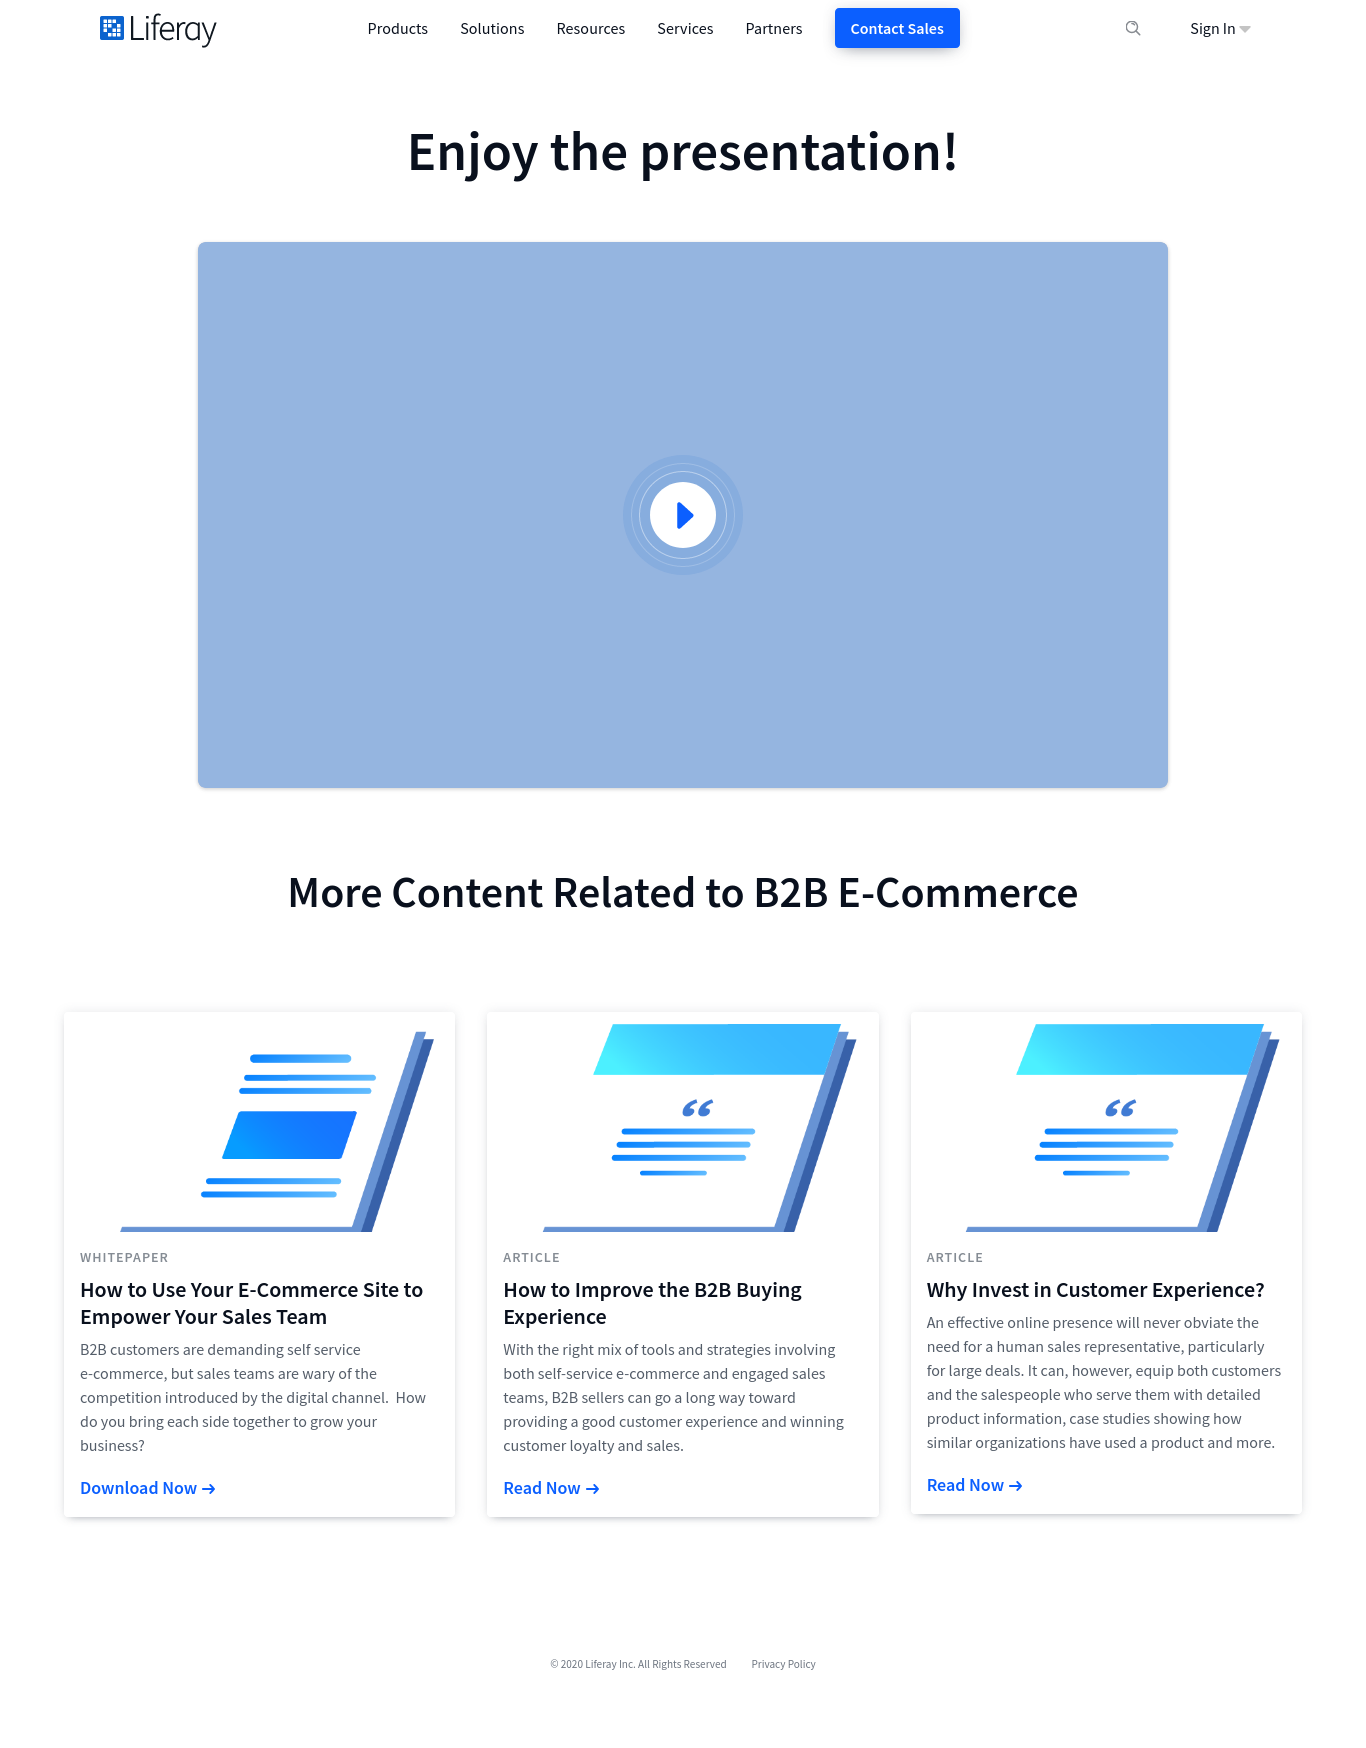 Liferay
Products
Solutions
Resources
Services
Partners
Contact Sales
Sign In
Enjoy the presentation!
More Content Related to B2B E-Commerce
WHITEPAPER
How to Use Your E-Commerce Site to
Empower Your Sales Team
B2B customers are demanding self service
e-commerce, but sales teams are wary of the
competition introduced by the digital channel.  How
do you bring each side together to grow your
business?
Download Now →
“
ARTICLE
How to Improve the B2B Buying
Experience
With the right mix of tools and strategies involving
both self-service e-commerce and engaged sales
teams, B2B sellers can go a long way toward
providing a good customer experience and winning
customer loyalty and sales.
Read Now →
“
ARTICLE
Why Invest in Customer Experience?
An effective online presence will never obviate the
need for a human sales representative, particularly
for large deals. It can, however, equip both customers
and the salespeople who serve them with detailed
product information, case studies showing how
similar organizations have used a product and more.
Read Now →
© 2020 Liferay Inc. All Rights Reserved
Privacy Policy